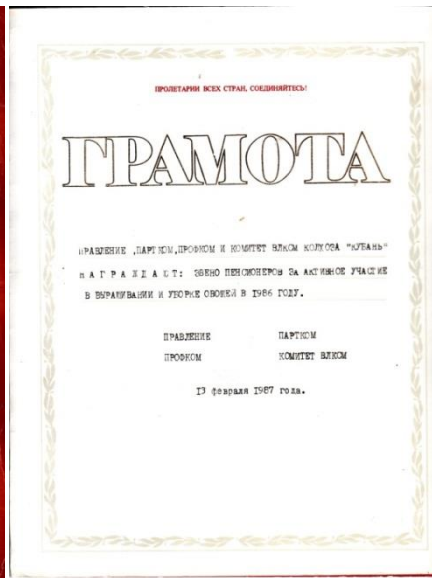 ПРОЛЕТАРИИ ВСЕХ СТРАН, СОЕДИНЯЙТЕСЬ!
ГРАМОТА
ПРАВЛЕНИЕ ,ПАРТКОМ,ПРОФКОМ И КОМИТЕТ ВЛКСМ КОЛХОЗА "КУБАНЬ"
Н А Г Р А Ж Д А Ю Т: ЗВЕНО ПЕНСИОНЕРОВ ЗА АКТИВНОЕ УЧАСТИЕ
В ВЫРАЩИВАНИИ И УБОРКЕ ОВОЩЕЙ В 1986 ГОДУ.
ПРАВЛЕНИЕ ПАРТКОМ
ПРОФКОМ КОМИТЕТ ВЛКСМ
13 февраля 1987 года.